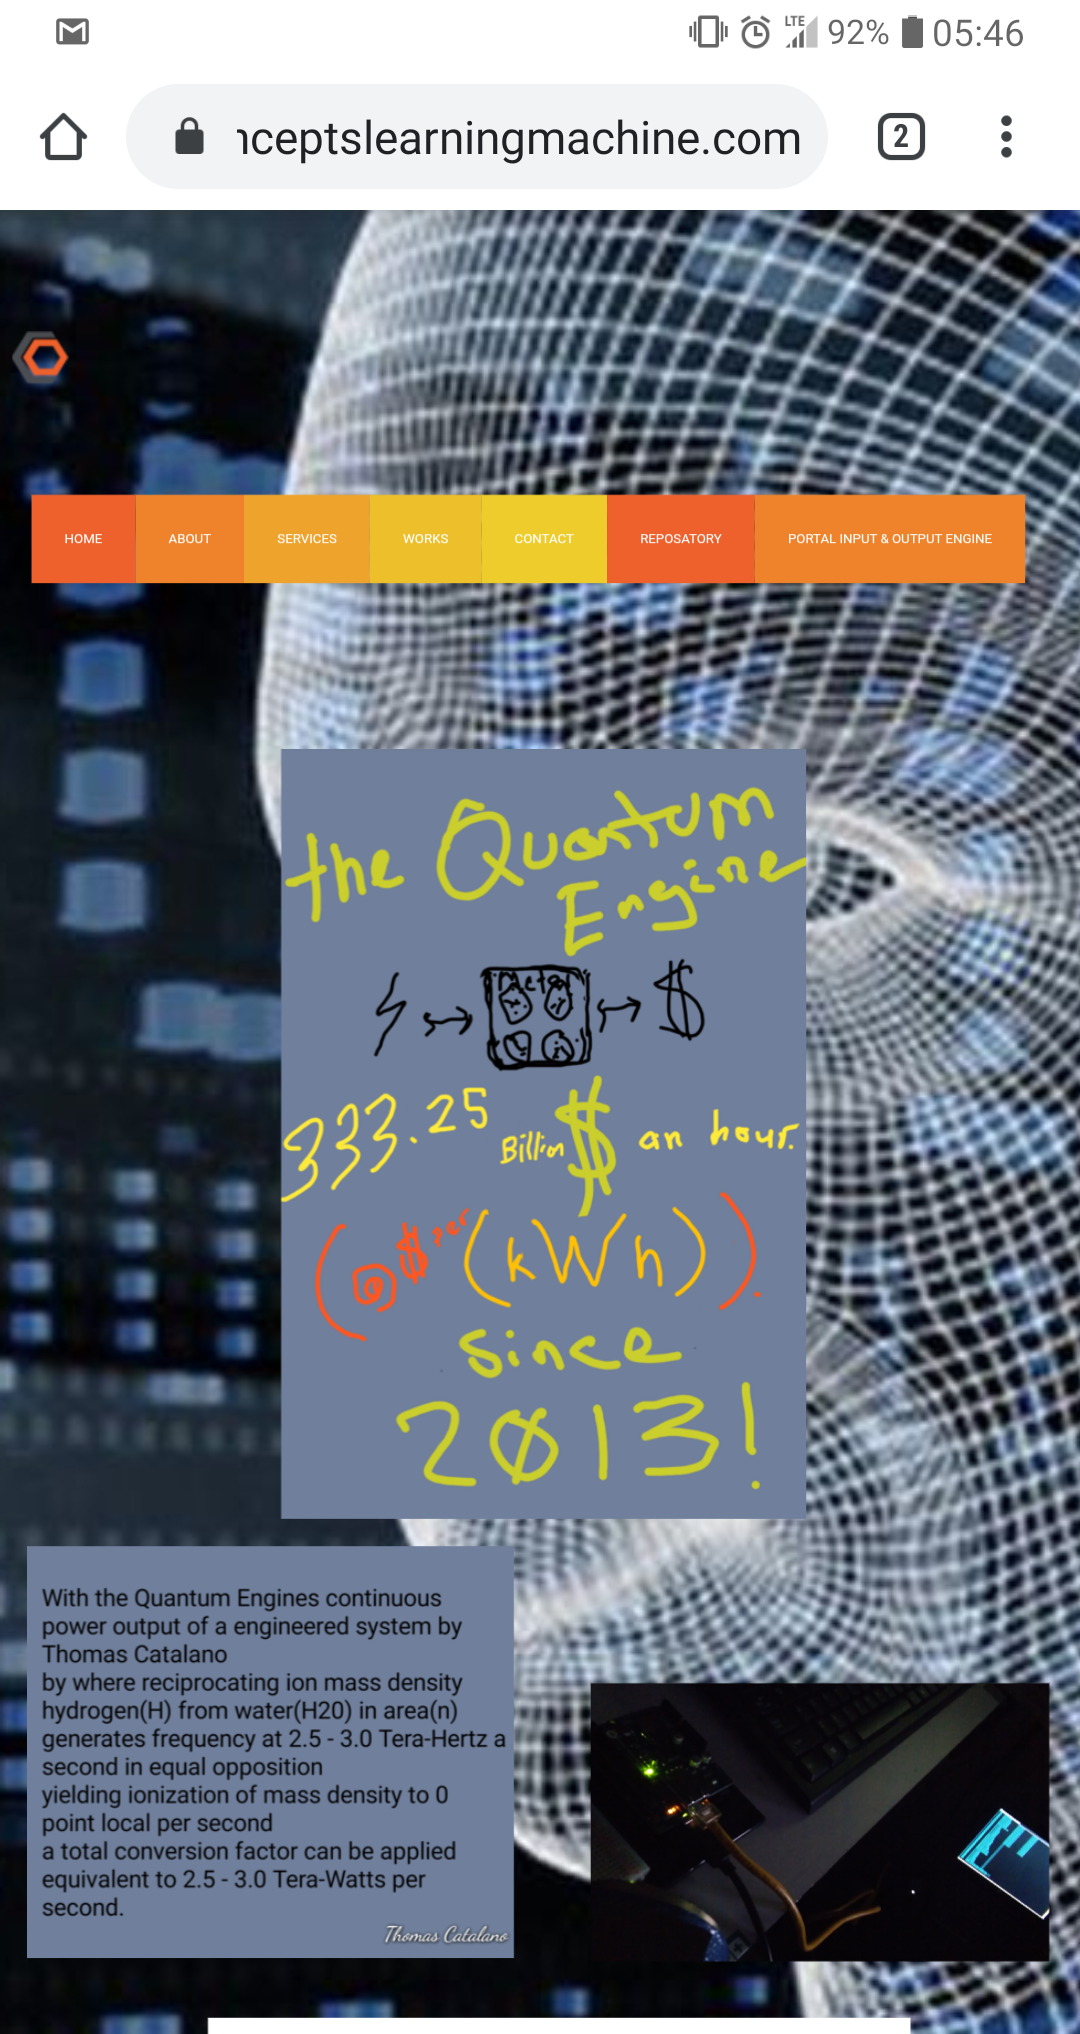 LTE 92% 05:46
nceptslearningmachine.com 2
HOME ABOUT SERVICES WORKS CONTACT REPOSATORY PORTAL INPUT & OUTPUT ENGINE
the Quantum
Engine
$
333.25 Billion $ an hour.
(@ $ per (kWh)).
since
2013!
With the Quantum Engines continuous
power output of a engineered system by
Thomas Catalano
by where reciprocating ion mass density
hydrogen(H) from water(H20) in area(n)
generates frequency at 2.5 - 3.0 Tera-Hertz a
second in equal opposition
yielding ionization of mass density to 0
point local per second
a total conversion factor can be applied
equivalent to 2.5 - 3.0 Tera-Watts per
second.
Thomas Catalano